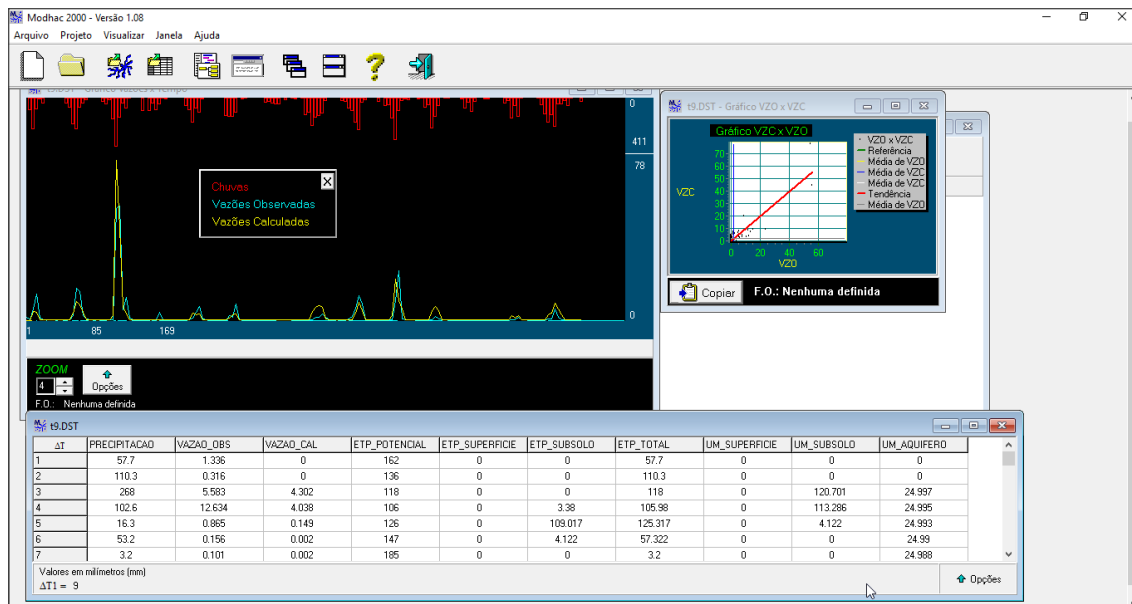 Modhac 2000 - Versão 1.08
Arquivo Projeto Visualizar Janela Ajuda
t9.DST - Gráfico Vazões x Tempo
0
411
78
0
Chuvas
X
Vazões Observadas
Vazões Calculadas
1 85 169
ZOOM
4
Opções
F.O.: Nenhuma definida
t9.DST - Gráfico VZO x VZC
Gráfico VZC x VZO
VZC
70
60
50
40
30
20
10
0
0 20 40 60
VZO
VZO x VZC
Referência
Média de VZO
Média de VZC
Média de VZC
Tendência
Média de VZO
Copiar F.O.: Nenhuma definida
t9.DST
ΔT PRECIPITACAO VAZAO_OBS VAZAO_CAL ETP_POTENCIAL ETP_SUPERFICIE ETP_SUBSOLO ETP_TOTAL UM_SUPERFICIE UM_SUBSOLO UM_AQUIFERO
1 57.7 1.336 0 162 0 0 57.7 0 0 0
2 110.3 0.316 0 136 0 0 110.3 0 0 0
3 268 5.583 4.302 118 0 0 118 0 120.701 24.997
4 102.6 12.634 4.038 106 0 3.38 105.98 0 113.286 24.995
5 16.3 0.865 0.149 126 0 109.017 125.317 0 4.122 24.993
6 53.2 0.156 0.002 147 0 4.122 57.322 0 0 24.99
7 3.2 0.101 0.002 185 0 0 3.2 0 0 24.988
Valores em milímetros (mm)
ΔT1 = 9
Opções